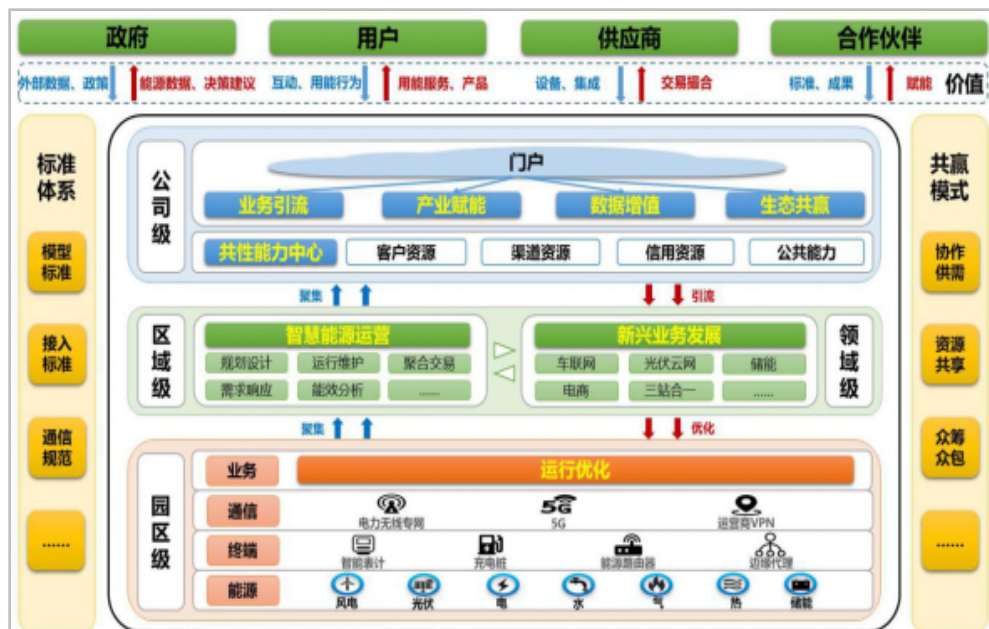 政府
用户
供应商
合作伙伴
外部数据、政策
能源数据、决策建议
互动、用能行为
用能服务、产品
设备、集成
交易撮合
标准、成果
赋能
价值
标准
体系
模型
标准
接入
标准
通信
规范
......
公司级
门户
业务引流
产业赋能
数据增值
生态共赢
共性能力中心
客户资源
渠道资源
信用资源
公共能力
聚集
引流
区域级
智慧能源运营
规划设计
运行维护
聚合交易
需求响应
能效分析
......
新兴业务发展
车联网
光伏云网
储能
电商
三站合一
......
领域级
聚集
优化
园区级
业务
运行优化
通信
电力无线专网
5G
5G
运营商VPN
终端
智能表计
充电桩
能源路由器
边缘代理
能源
风电
光伏
电
水
气
热
储能
共赢
模式
协作
供需
资源
共享
众筹
众包
......